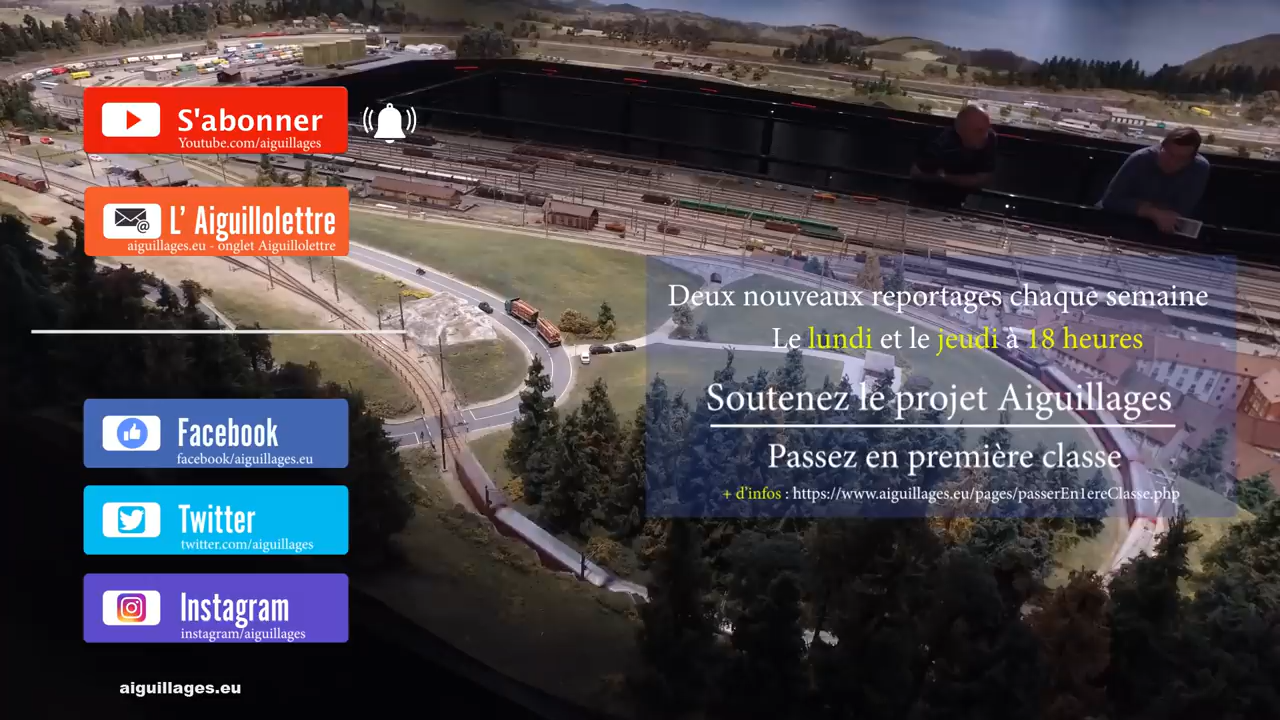 S'abonner
Youtube.com/aiguillages
L' Aiguillolettre
aiguillages.eu - onglet Aiguillolettre
Deux nouveaux reportages chaque semaine
Le lundi et le jeudi à 18 heures
Soutenez le projet Aiguillages
Passez en première classe
+ d'infos : https://www.aiguillages.eu/pages/passerEn1ereClasse.php
Facebook
facebook/aiguillages.eu
Twitter
twitter.com/aiguillages
Instagram
instagram/aiguillages
aiguillages.eu